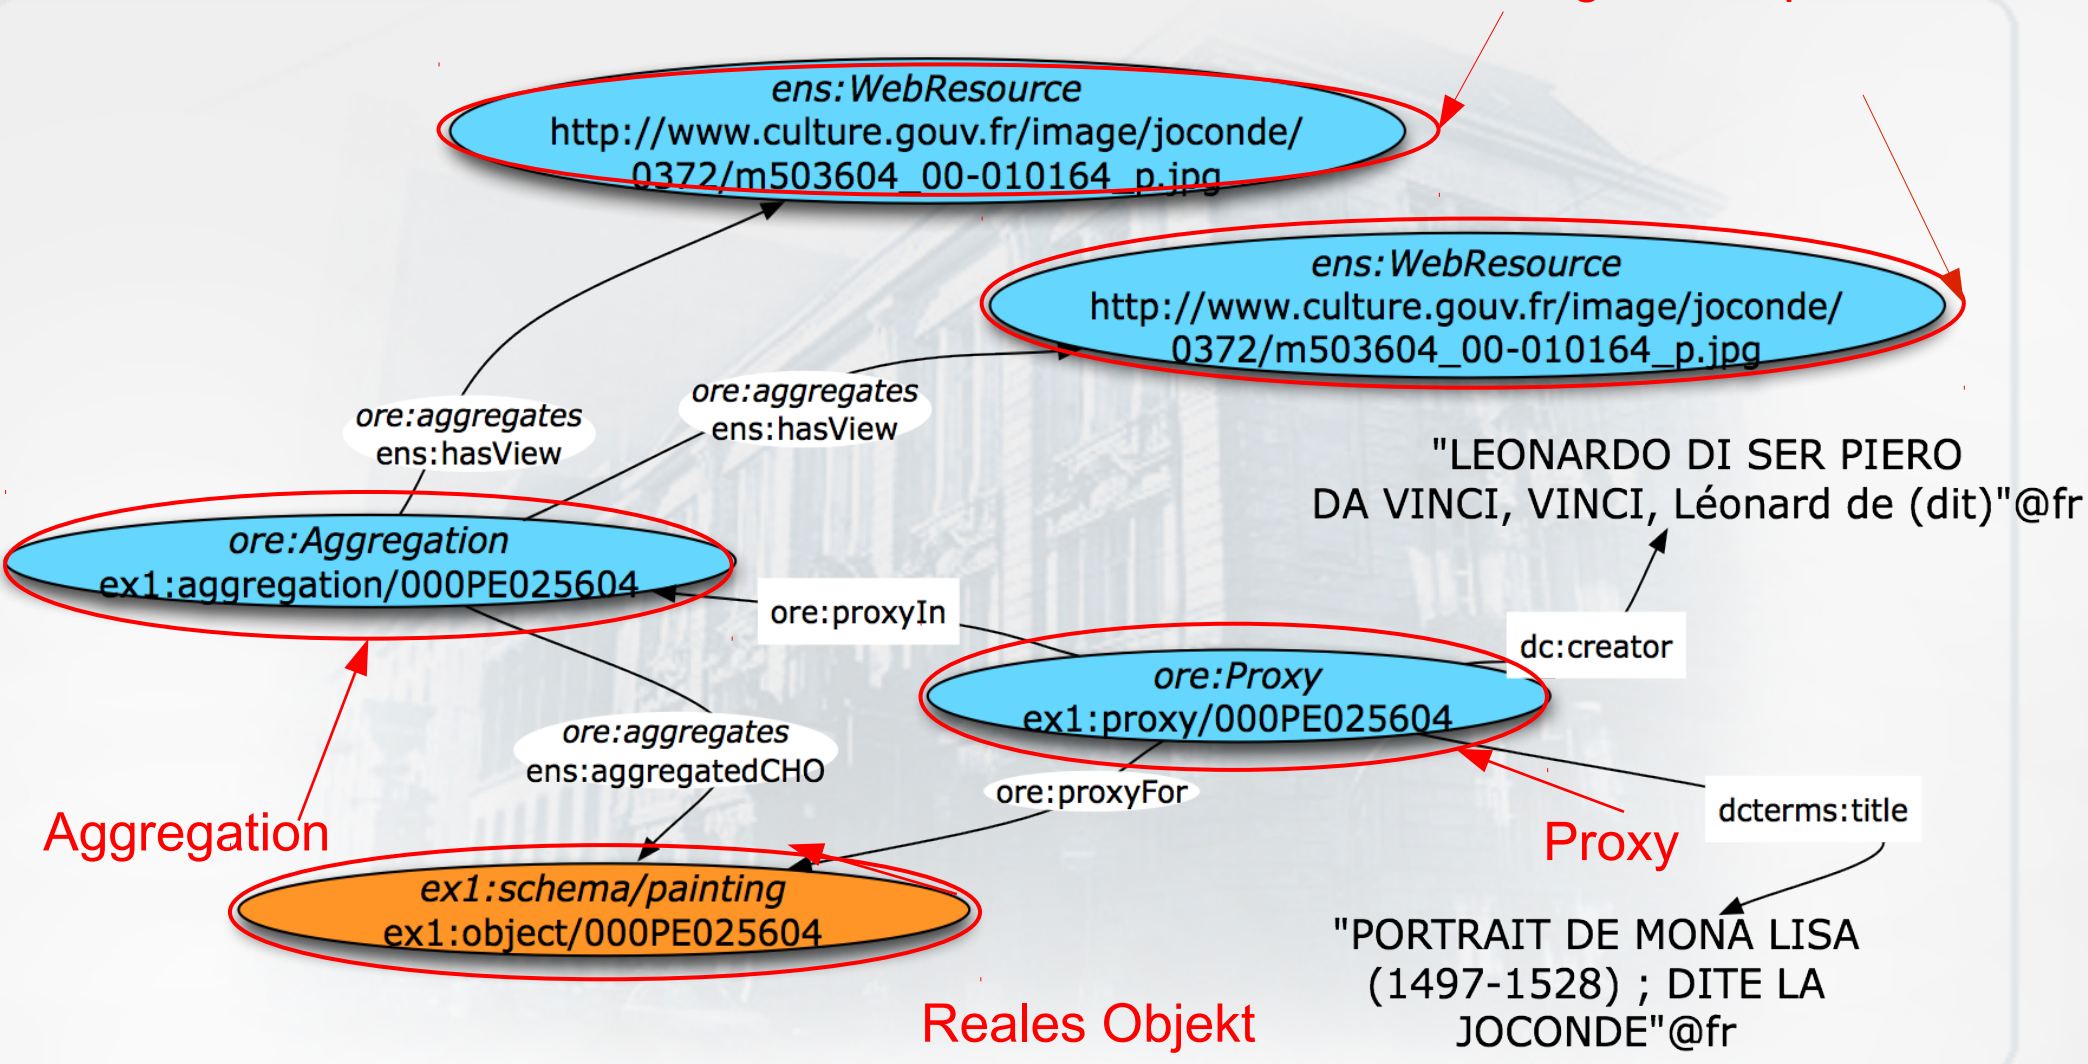 ens:WebResource
http://www.culture.gouv.fr/image/joconde/
0372/m503604_00-010164_p.jpg
ens:WebResource
http://www.culture.gouv.fr/image/joconde/
0372/m503604_00-010164_p.jpg
ore:aggregates
ens:hasView
ore:aggregates
ens:hasView
"LEONARDO DI SER PIERO
DA VINCI, VINCI, Léonard de (dit)"@fr
ore:Aggregation
ex1:aggregation/000PE025604
ore:proxyIn
dc:creator
ore:Proxy
ex1:proxy/000PE025604
ore:aggregates
ens:aggregatedCHO
ore:proxyFor
dcterms:title
Aggregation
Proxy
ex1:schema/painting
ex1:object/000PE025604
"PORTRAIT DE MONA LISA
(1497-1528) ; DITE LA
JOCONDE"@fr
Reales Objekt